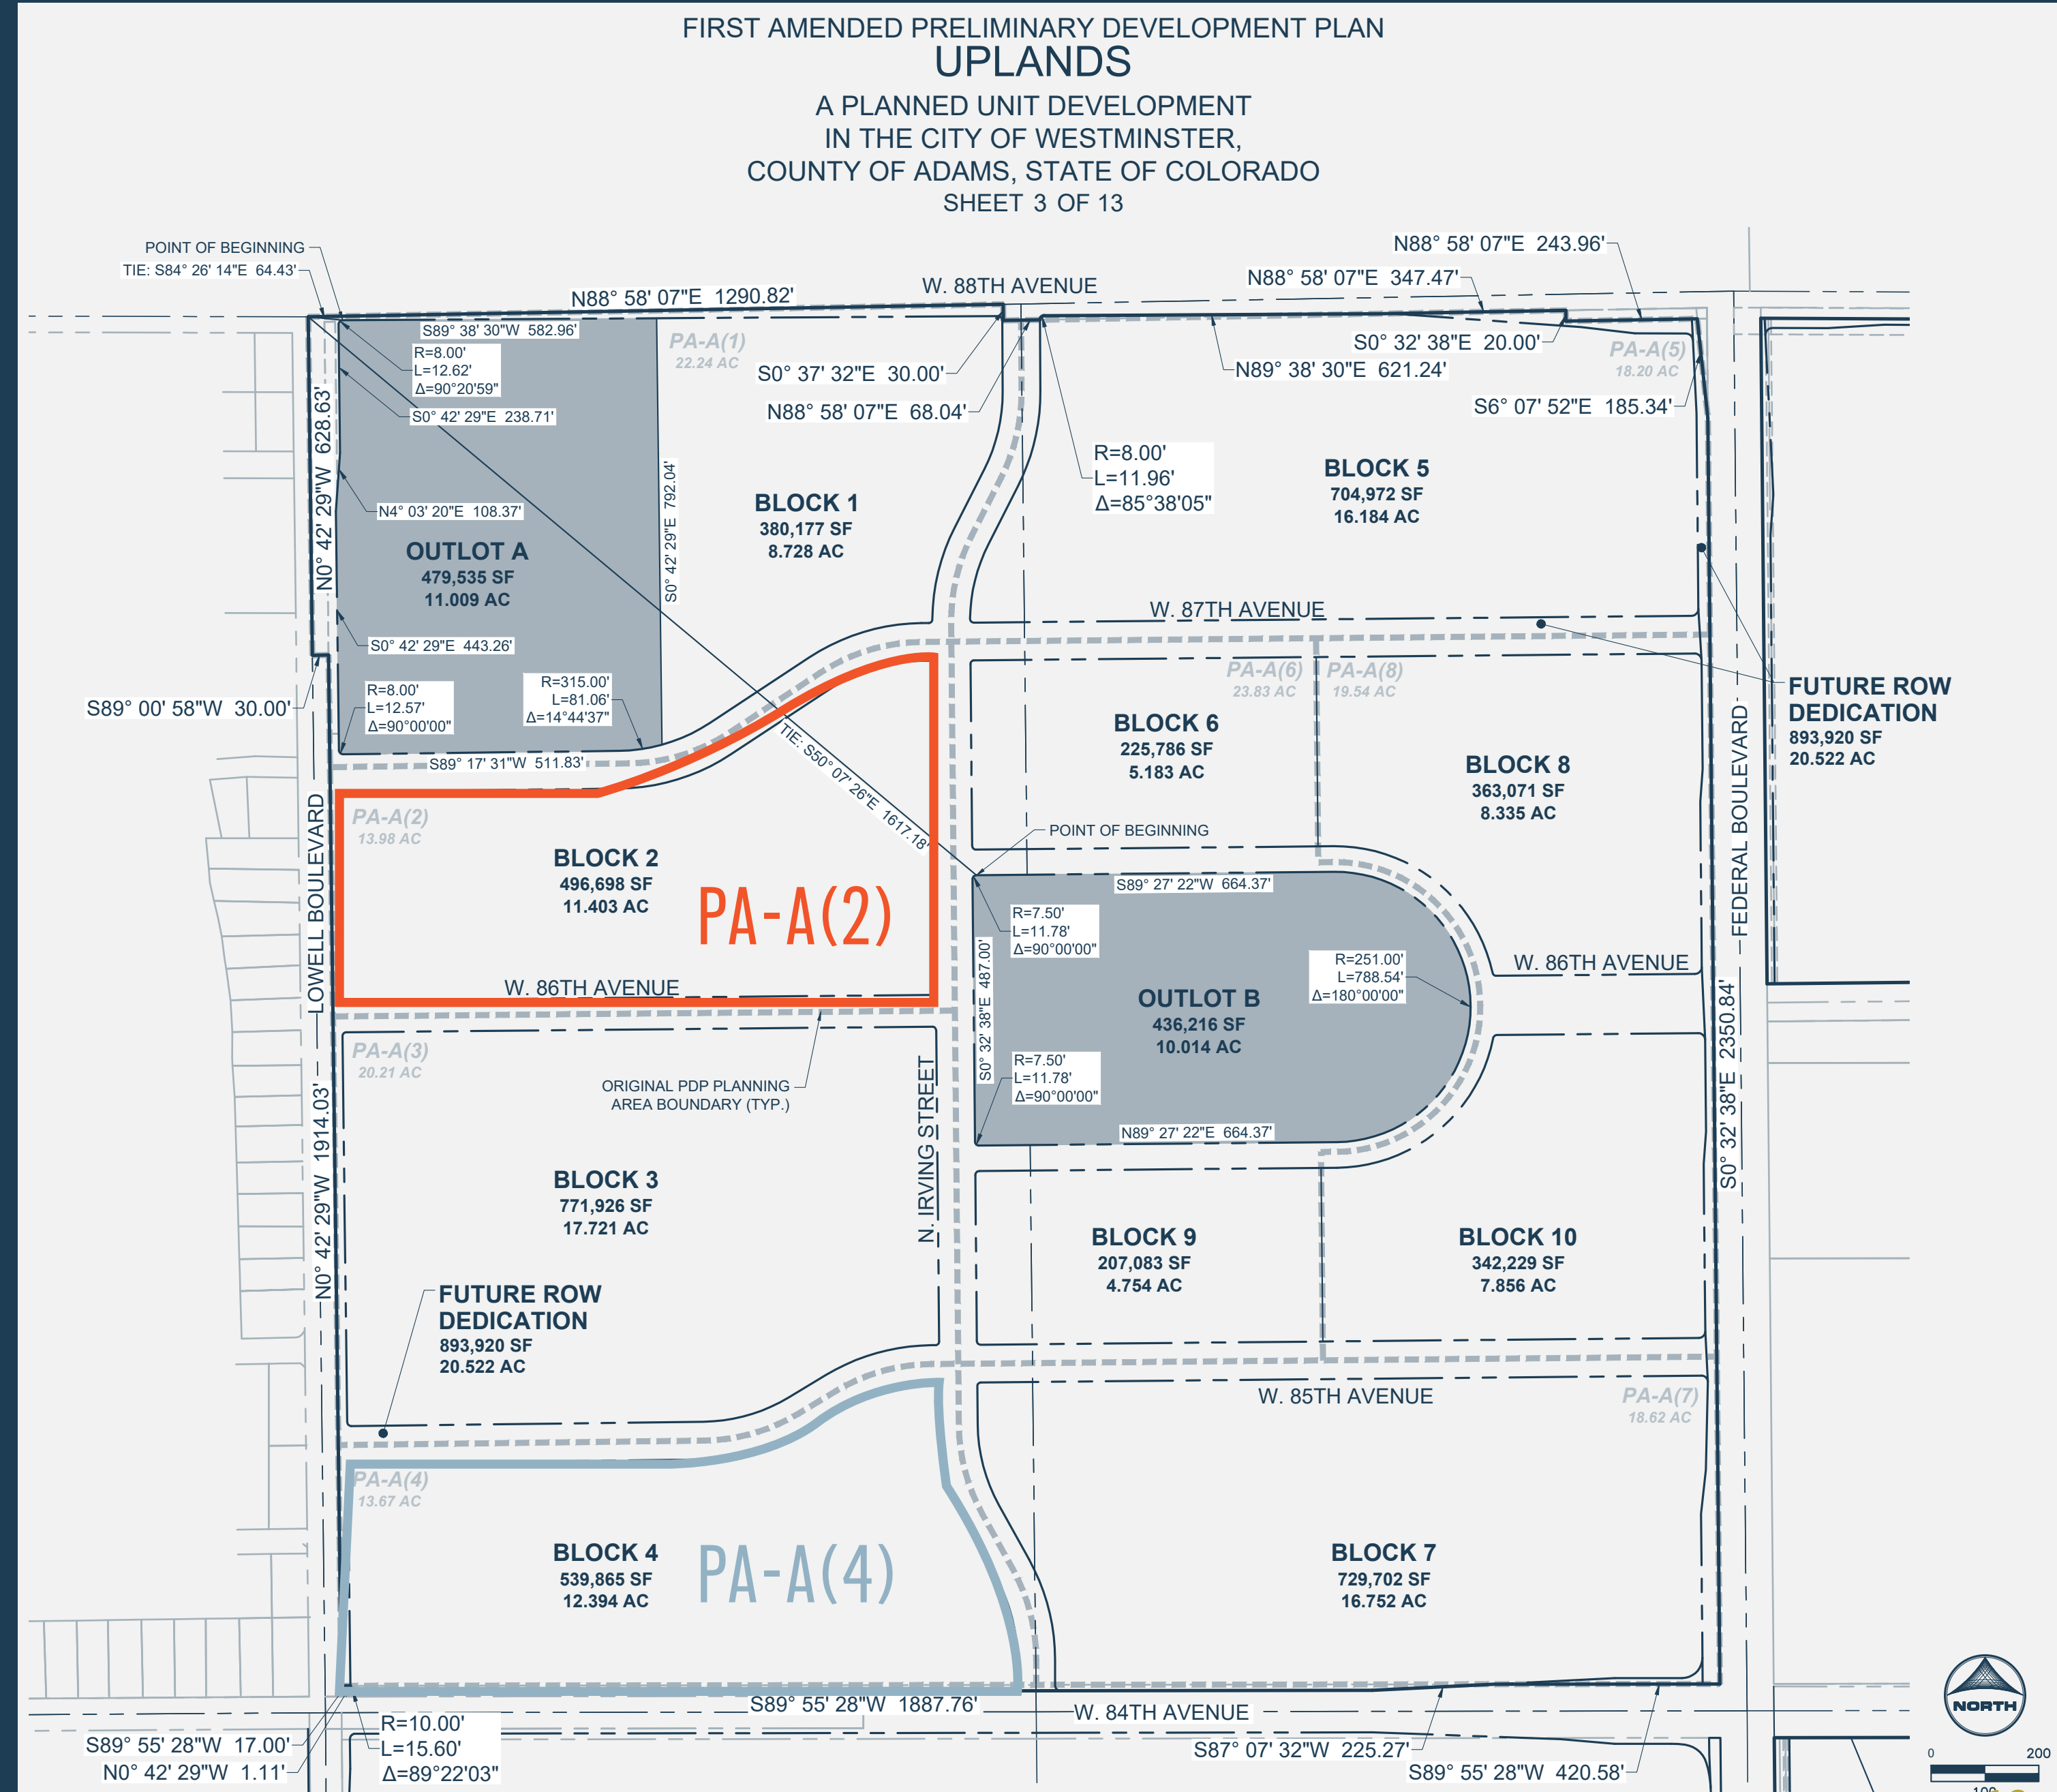 FIRST AMENDED PRELIMINARY DEVELOPMENT PLAN
UPLANDS
A PLANNED UNIT DEVELOPMENT
IN THE CITY OF WESTMINSTER,
COUNTY OF ADAMS, STATE OF COLORADO
SHEET 3 OF 13
POINT OF BEGINNING
TIE: S84° 26' 14"E 64.43'
N88° 58' 07"E 1290.82'
W. 88TH AVENUE
N88° 58' 07"E 243.96'
N88° 58' 07"E 347.47'
S89° 38' 30"W 582.96'
R=8.00'
L=12.62'
Δ=90°20'59"
S0° 42' 29"E 238.71'
PA-A(1)
22.24 AC
S0° 37' 32"E 30.00'
N88° 58' 07"E 68.04'
S0° 32' 38"E 20.00'
N89° 38' 30"E 621.24'
PA-A(5)
18.20 AC
S6° 07' 52"E 185.34'
R=8.00'
L=11.96'
Δ=85°38'05"
BLOCK 5
704,972 SF
16.184 AC
N0° 42' 29"W 628.63'
N4° 03' 20"E 108.37'
S0° 42' 29"E 792.04'
BLOCK 1
380,177 SF
8.728 AC
OUTLOT A
479,535 SF
11.009 AC
S0° 42' 29"E 443.26'
W. 87TH AVENUE
R=8.00'
L=12.57'
Δ=90°00'00"
R=315.00'
L=81.06'
Δ=14°44'37"
S89° 00' 58"W 30.00'
S89° 17' 31"W 511.83'
TIE: S50° 07' 26"E 1617.18'
PA-A(6)
23.83 AC
PA-A(8)
19.54 AC
FUTURE ROW
DEDICATION
893,920 SF
20.522 AC
BLOCK 6
225,786 SF
5.183 AC
BLOCK 8
363,071 SF
8.335 AC
LOWELL BOULEVARD
FEDERAL BOULEVARD
PA-A(2)
13.98 AC
BLOCK 2
496,698 SF
11.403 AC
PA-A(2)
POINT OF BEGINNING
S89° 27' 22"W 664.37'
R=7.50'
L=11.78'
Δ=90°00'00"
S0° 32' 38"E 487.00'
R=251.00'
L=788.54'
Δ=180°00'00"
W. 86TH AVENUE
W. 86TH AVENUE
OUTLOT B
436,216 SF
10.014 AC
R=7.50'
L=11.78'
Δ=90°00'00"
N89° 27' 22"E 664.37'
S0° 32' 38"E 2350.84'
PA-A(3)
20.21 AC
ORIGINAL PDP PLANNING
AREA BOUNDARY (TYP.)
N. IRVING STREET
N0° 42' 29"W 1914.03'
BLOCK 3
771,926 SF
17.721 AC
BLOCK 9
207,083 SF
4.754 AC
BLOCK 10
342,229 SF
7.856 AC
FUTURE ROW
DEDICATION
893,920 SF
20.522 AC
W. 85TH AVENUE
PA-A(7)
18.62 AC
PA-A(4)
13.67 AC
BLOCK 4
539,865 SF
12.394 AC
PA-A(4)
BLOCK 7
729,702 SF
16.752 AC
S89° 55' 28"W 1887.76'
W. 84TH AVENUE
R=10.00'
L=15.60'
Δ=89°22'03"
S89° 55' 28"W 17.00'
N0° 42' 29"W 1.11'
S87° 07' 32"W 225.27'
S89° 55' 28"W 420.58'
NORTH
0 200
100